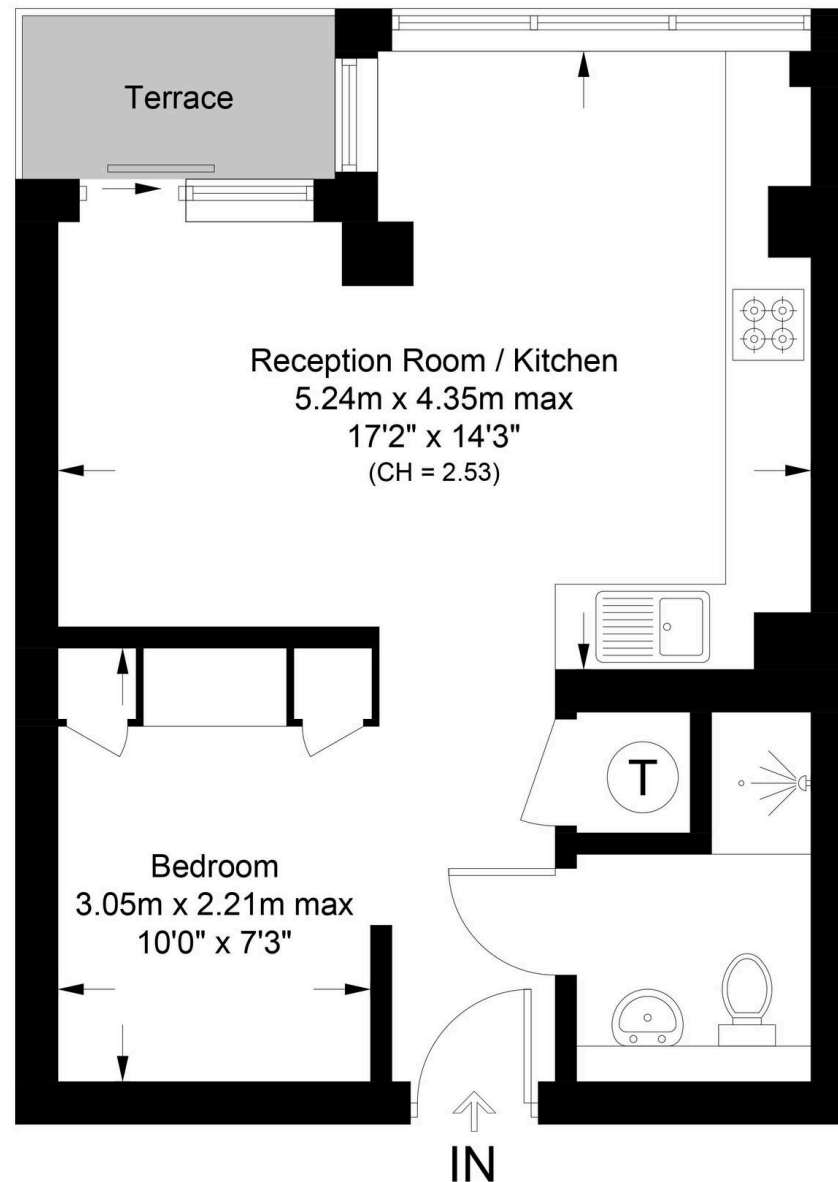 Terrace
Reception Room / Kitchen
5.24m x 4.35m max
17'2" x 14'3"
(CH = 2.53)
T
Bedroom
3.05m x 2.21m max
10'0" x 7'3"
IN